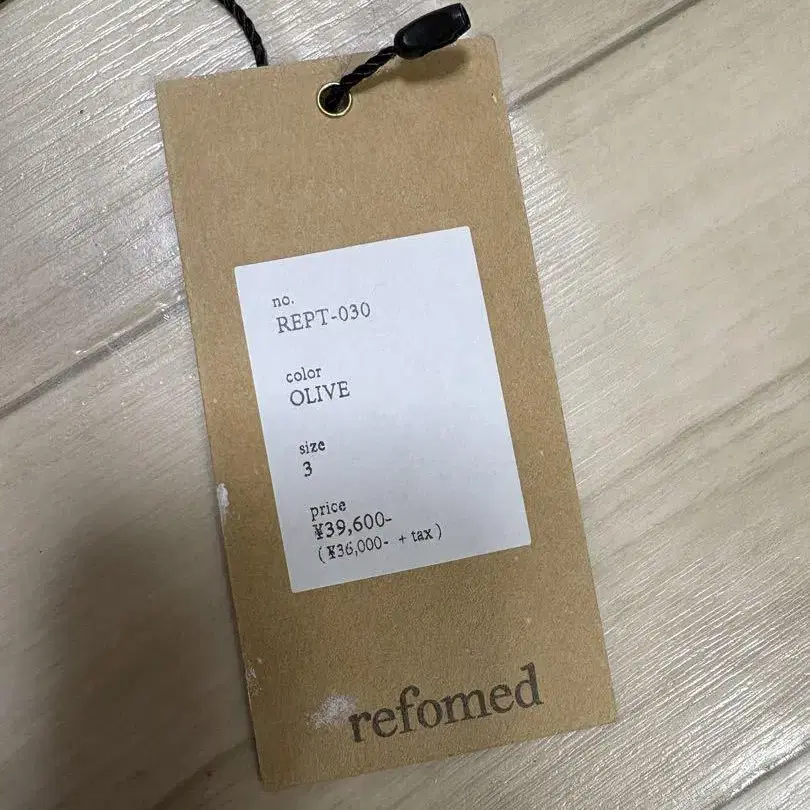 no.
REPT-030
color
OLIVE
size
3
price
¥39,600-
(¥36,000- + tax)
refomed